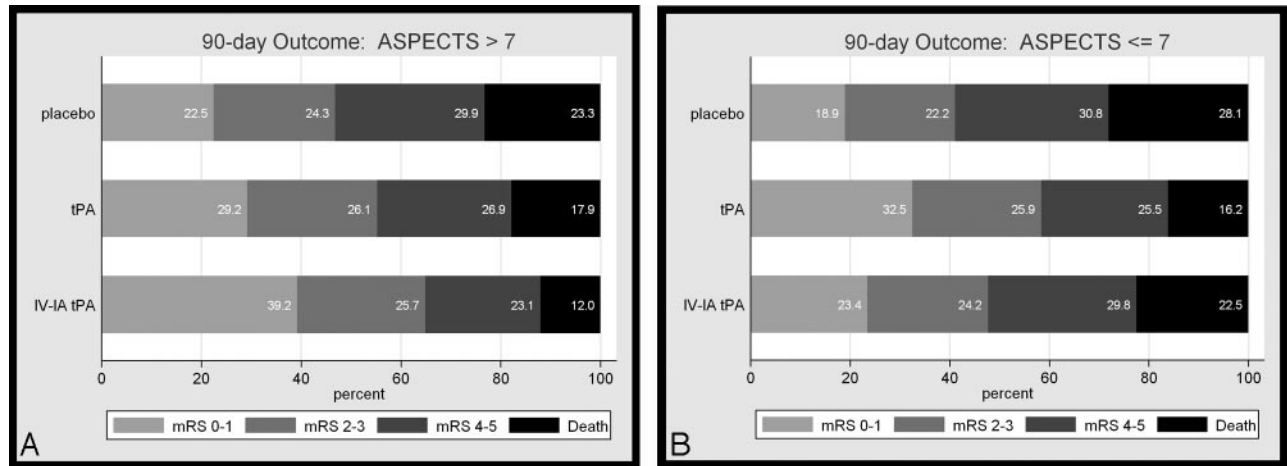 90-day Outcome: ASPECTS > 7
placebo 22.5 24.3 29.9 23.3
tPA 29.2 26.1 26.9 17.9
IV-IA tPA 39.2 25.7 23.1 12.0
0 20 40 60 80 100
percent
mRS 0-1 mRS 2-3 mRS 4-5 Death
A
90-day Outcome: ASPECTS <= 7
placebo 18.9 22.2 30.8 28.1
tPA 32.5 25.9 25.5 16.2
IV-IA tPA 23.4 24.2 29.8 22.5
0 20 40 60 80 100
percent
mRS 0-1 mRS 2-3 mRS 4-5 Death
B